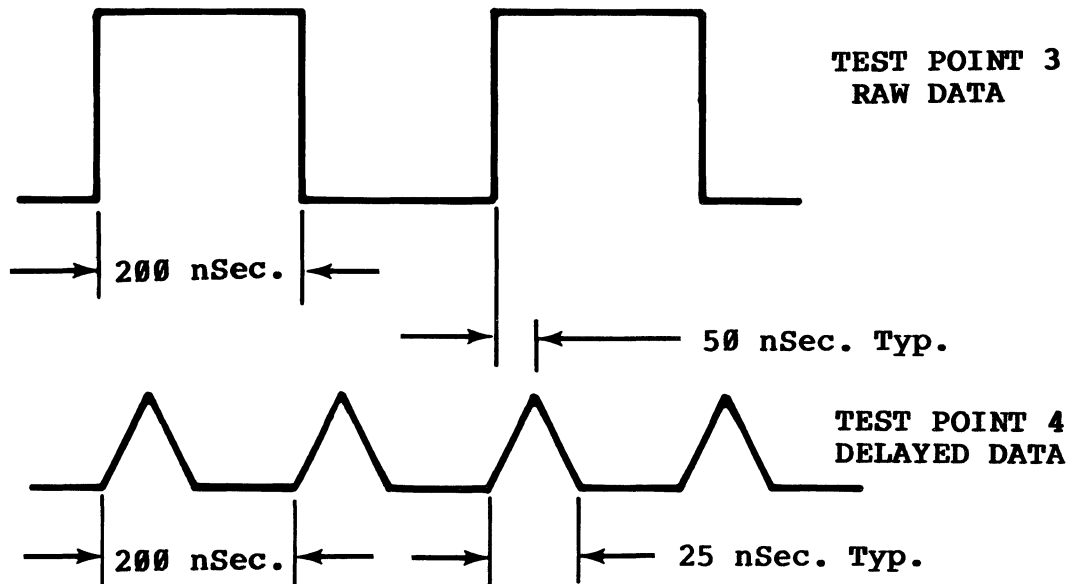 TEST POINT 3
RAW DATA
200 nSec.
50 nSec. Typ.
TEST POINT 4
DELAYED DATA
200 nSec.
25 nSec. Typ.